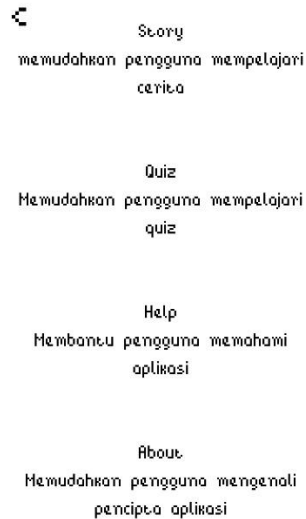 <
Story
memudahkan pengguna mempelajari
cerita
Quiz
Memudahkan pengguna mempelajari
quiz
Help
Membantu pengguna memahami
aplikasi
About
Memudahkan pengguna mengenali
pencipta aplikasi